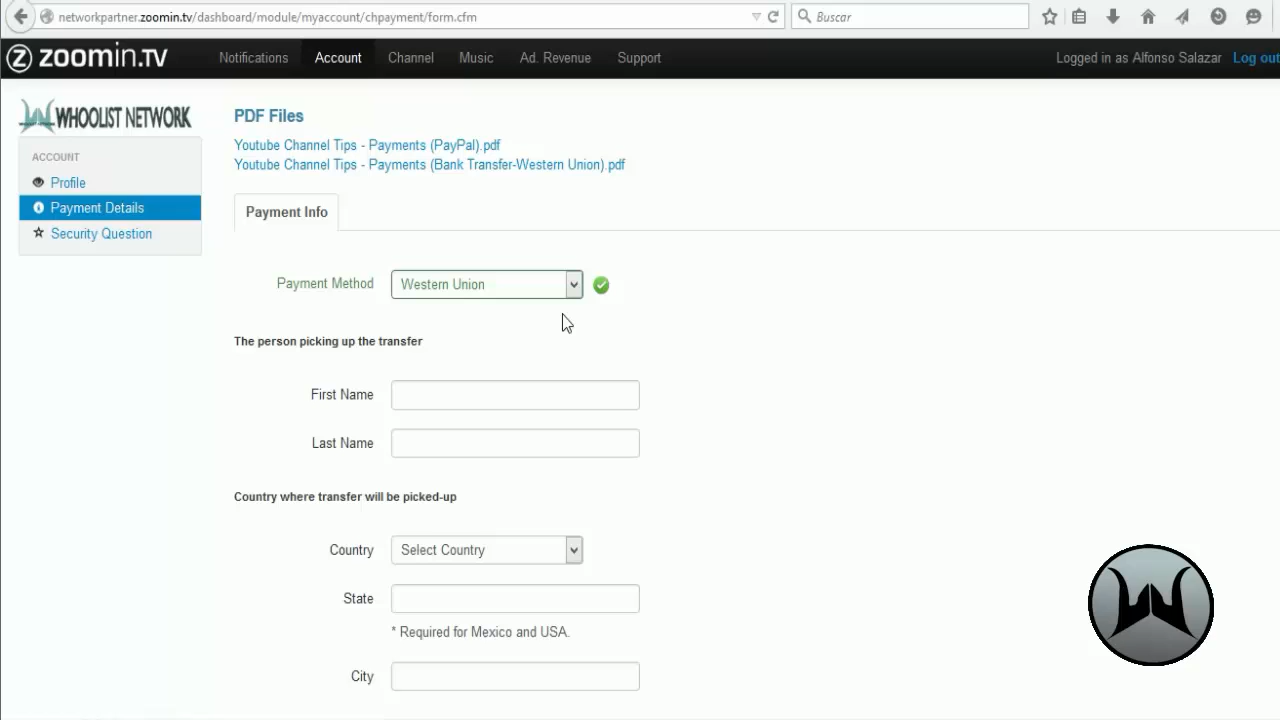 networkpartner.zoomin.tv/dashboard/module/myaccount/chpayment/form.cfm
Buscar
zoomin.tv
Notifications
Account
Channel
Music
Ad. Revenue
Support
Logged in as Alfonso Salazar
Log out
WHOOLIST NETWORK
ACCOUNT
Profile
Payment Details
Security Question
PDF Files
Youtube Channel Tips - Payments (PayPal).pdf
Youtube Channel Tips - Payments (Bank Transfer-Western Union).pdf
Payment Info
Payment Method
Western Union
The person picking up the transfer
First Name
Last Name
Country where transfer will be picked-up
Country
Select Country
State
* Required for Mexico and USA.
City